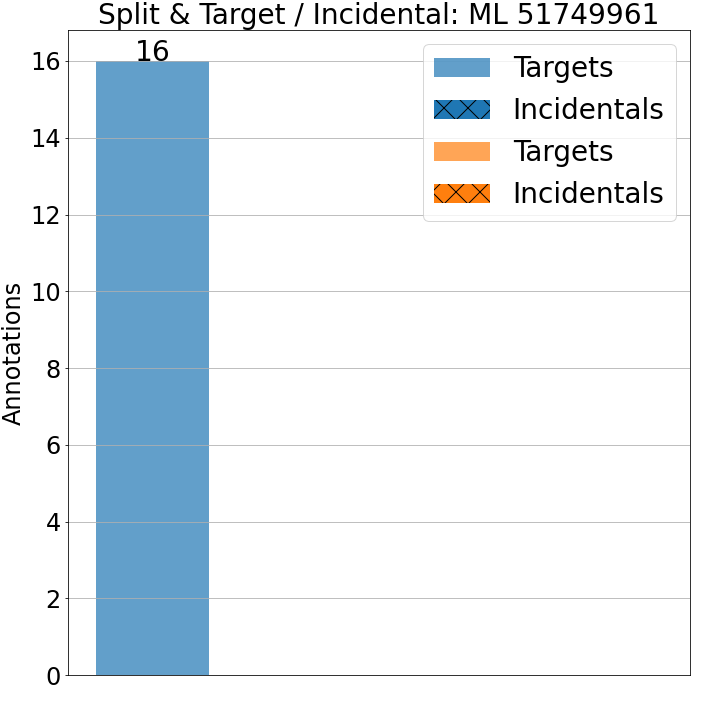 Split & Target / Incidental: ML 51749961
16
Targets
Incidentals
Targets
Incidentals
Annotations
16
14
12
10
8
6
4
2
0